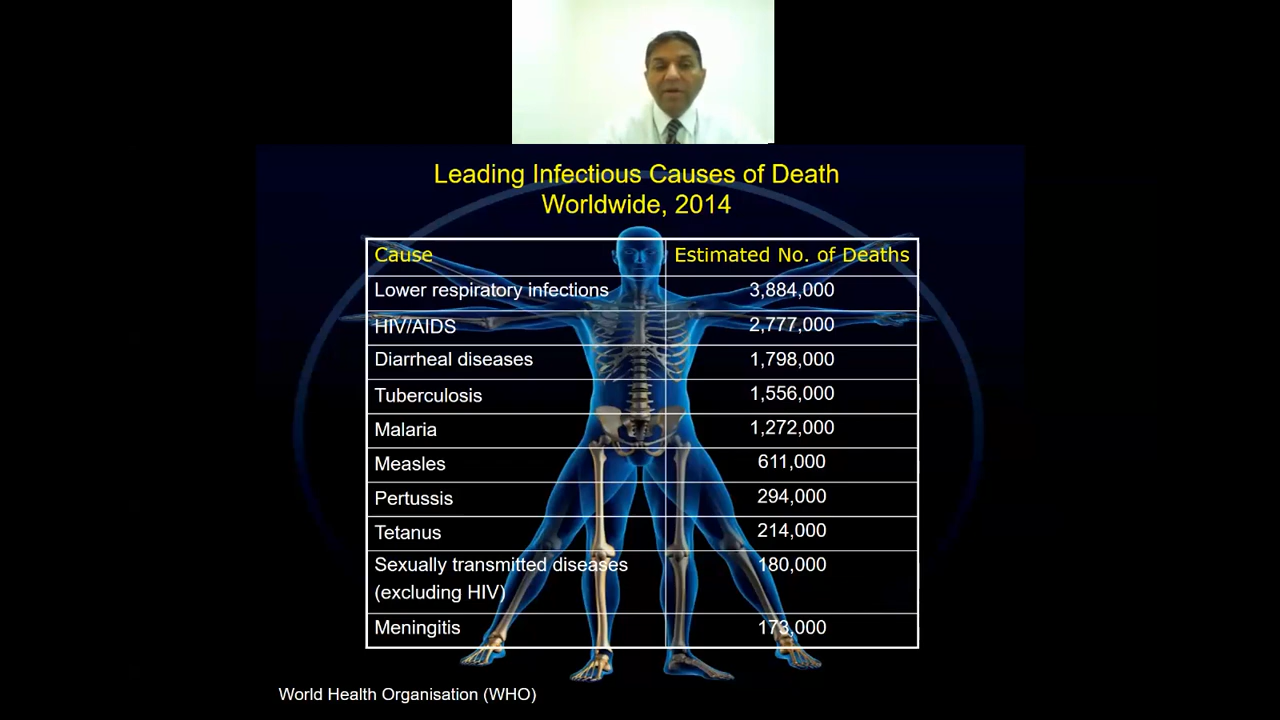 Leading Infectious Causes of Death
Worldwide, 2014
Cause Estimated No. of Deaths
Lower respiratory infections 3,884,000
HIV/AIDS 2,777,000
Diarrheal diseases 1,798,000
Tuberculosis 1,556,000
Malaria 1,272,000
Measles 611,000
Pertussis 294,000
Tetanus 214,000
Sexually transmitted diseases 180,000
(excluding HIV)
Meningitis 173,000
World Health Organisation (WHO)